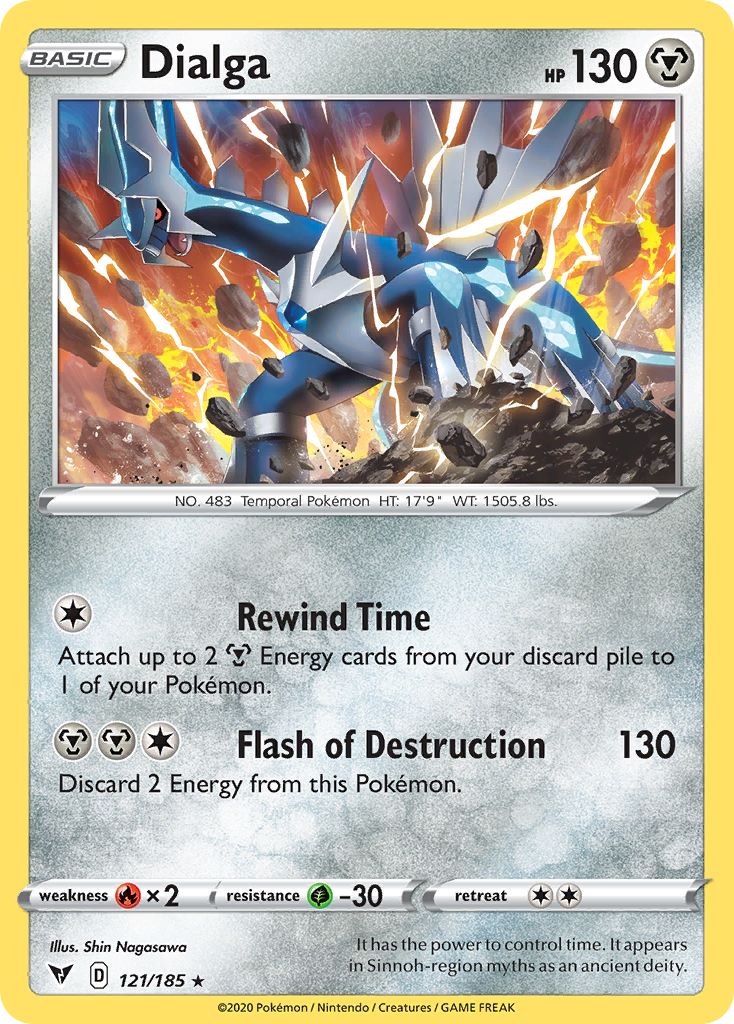 BASIC Dialga HP 130
NO. 483 Temporal Pokémon HT: 17'9" WT: 1505.8 lbs.
Rewind Time
Attach up to 2 Energy cards from your discard pile to
1 of your Pokémon.
Flash of Destruction 130
Discard 2 Energy from this Pokémon.
weakness ×2 resistance -30 retreat
Illus. Shin Nagasawa
D 121/185 ★
It has the power to control time. It appears
in Sinnoh-region myths as an ancient deity.
©2020 Pokémon / Nintendo / Creatures / GAME FREAK